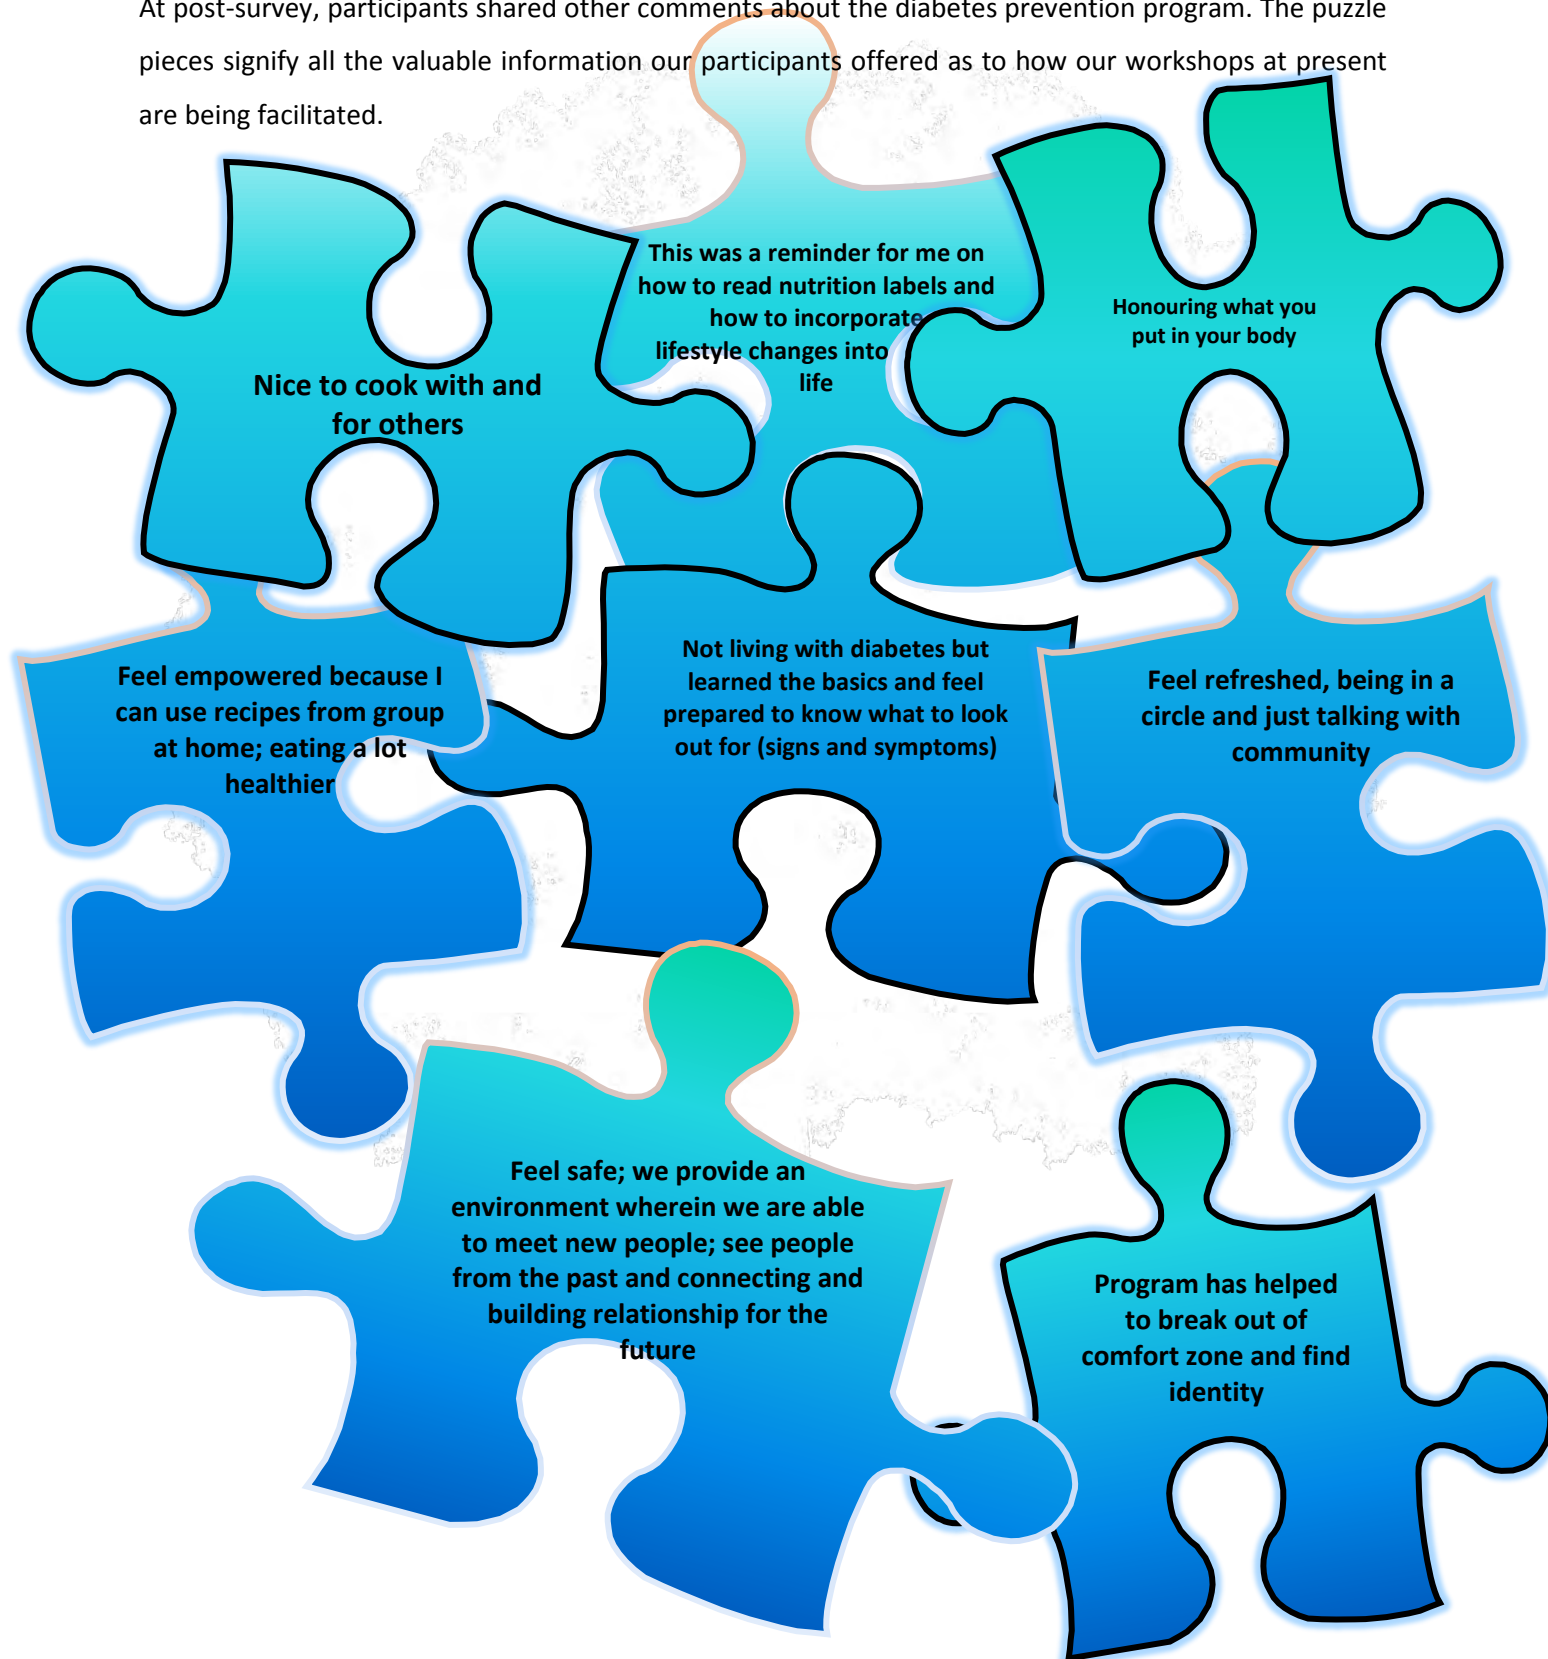 At post-survey, participants shared other comments about the diabetes prevention program. The puzzle
pieces signify all the valuable information our participants offered as to how our workshops at present
are being facilitated.
Nice to cook with and
for others
This was a reminder for me on
how to read nutrition labels and
how to incorporate
lifestyle changes into
life
Honouring what you
put in your body
Feel empowered because I
can use recipes from group
at home; eating a lot
healthier
Not living with diabetes but
learned the basics and feel
prepared to know what to look
out for (signs and symptoms)
Feel refreshed, being in a
circle and just talking with
community
Feel safe; we provide an
environment wherein we are able
to meet new people; see people
from the past and connecting and
building relationship for the
future
Program has helped
to break out of
comfort zone and find
identity